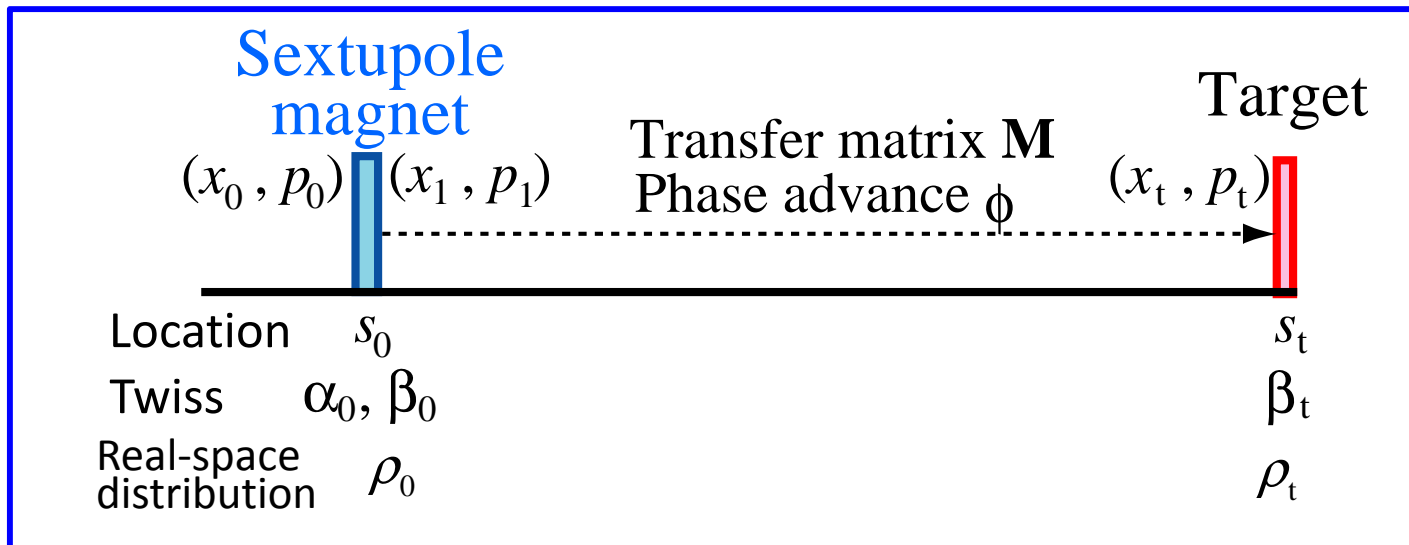 Sextupole
magnet
Target
Transfer matrix M
Phase advance ϕ
(x₀ , p₀) (x₁ , p₁) (xₜ , pₜ)
Location s₀ sₜ
Twiss α₀, β₀ βₜ
Real-space
distribution ρ₀ ρₜ